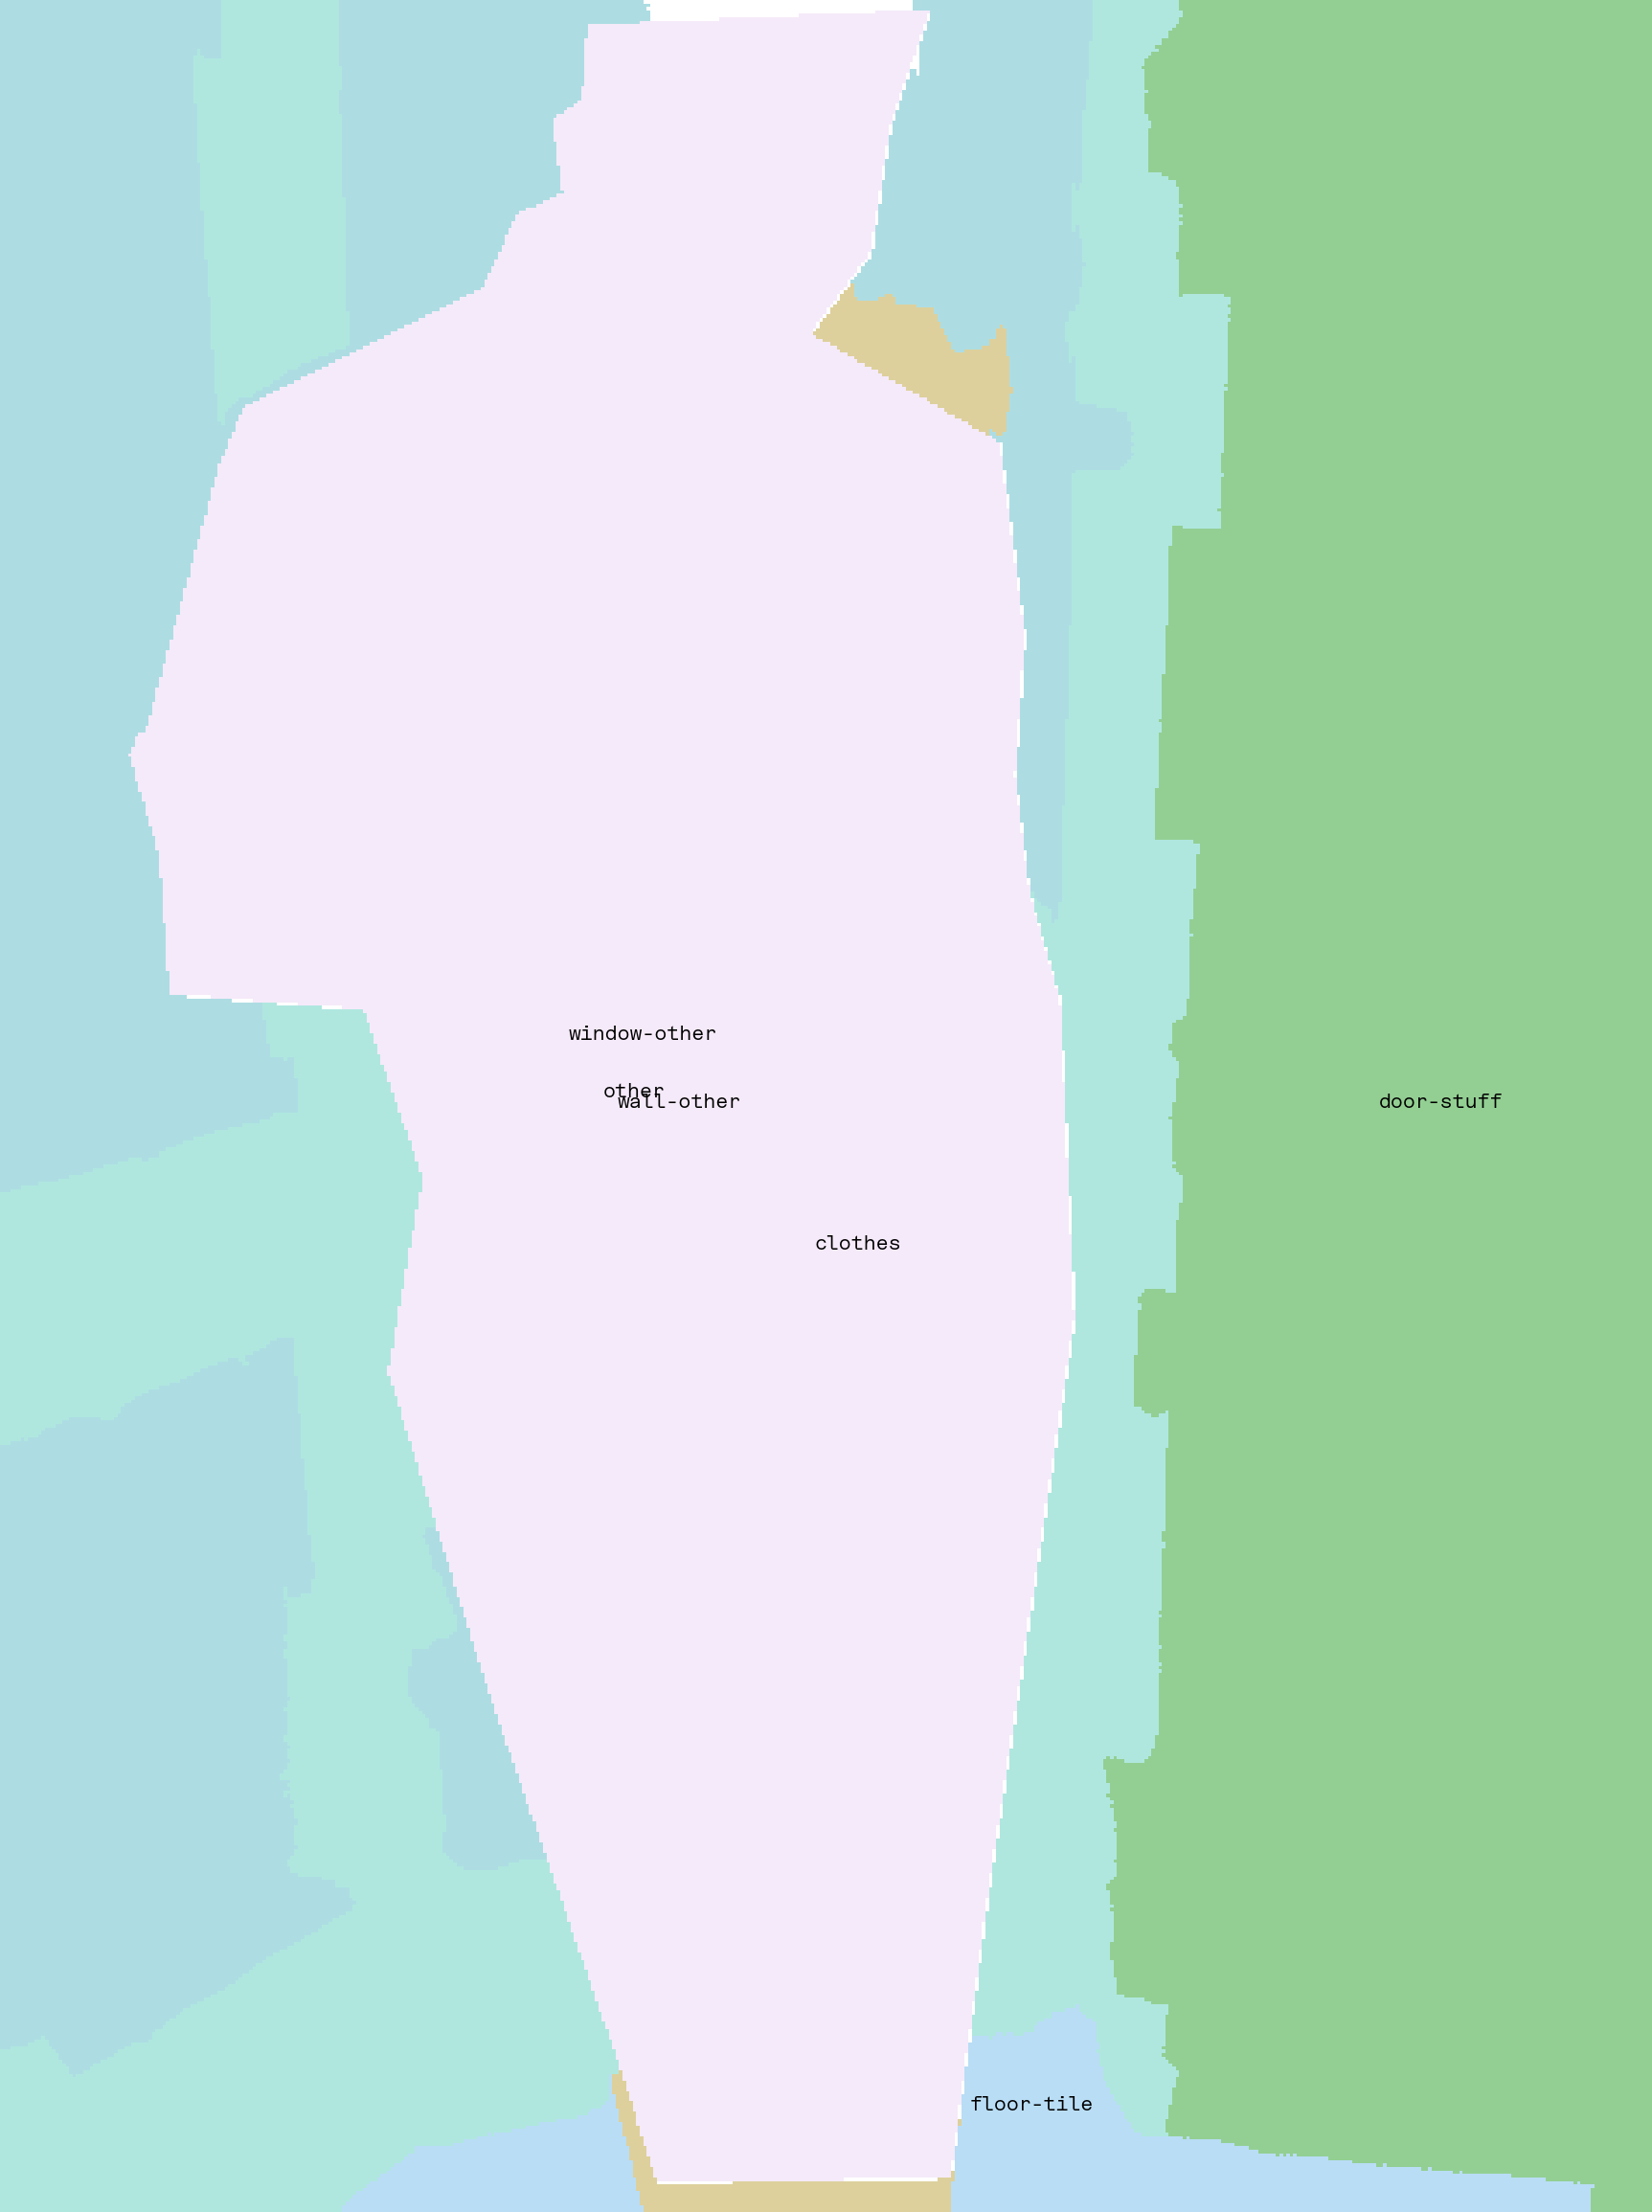 window-other
other
wall-other
door-stuff
clothes
floor-tile